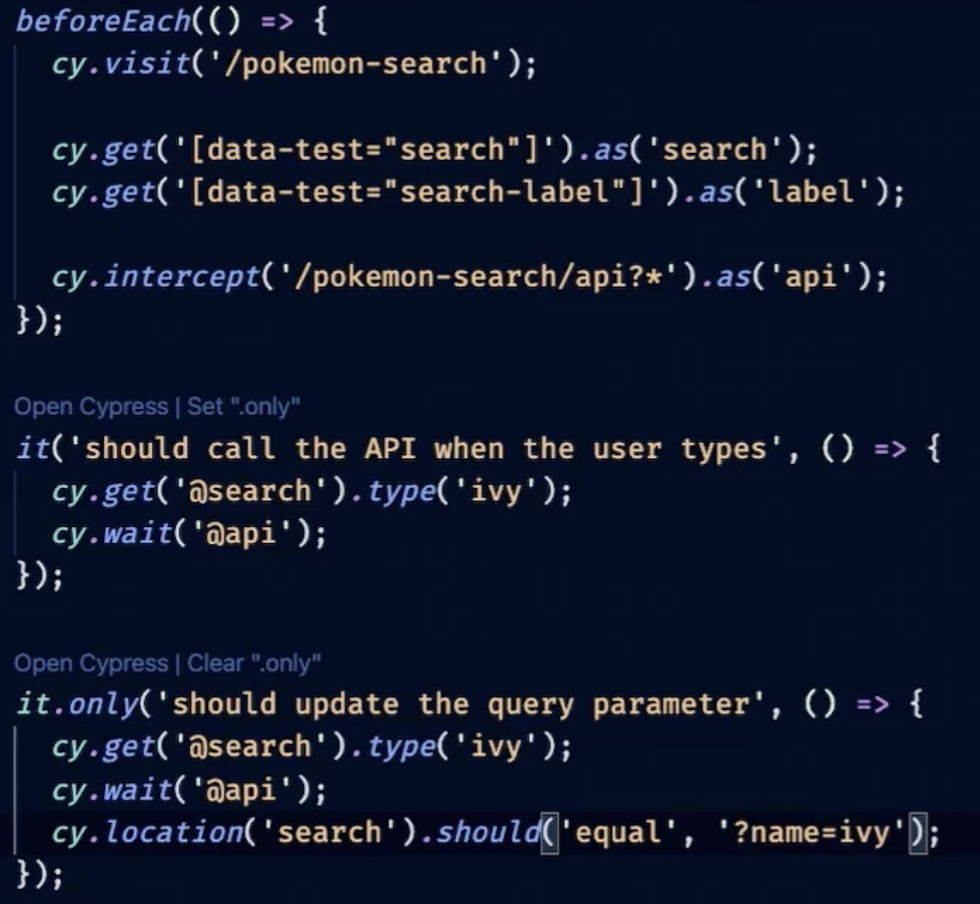 beforeEach(() => {
  cy.visit('/pokemon-search');

  cy.get('[data-test="search"]').as('search');
  cy.get('[data-test="search-label"]').as('label');

  cy.intercept('/pokemon-search/api?*').as('api');
});

Open Cypress | Set ".only"
it('should call the API when the user types', () => {
  cy.get('@search').type('ivy');
  cy.wait('@api');
});

Open Cypress | Clear ".only"
it.only('should update the query parameter', () => {
  cy.get('@search').type('ivy');
  cy.wait('@api');
  cy.location('search').should('equal', '?name=ivy');
});